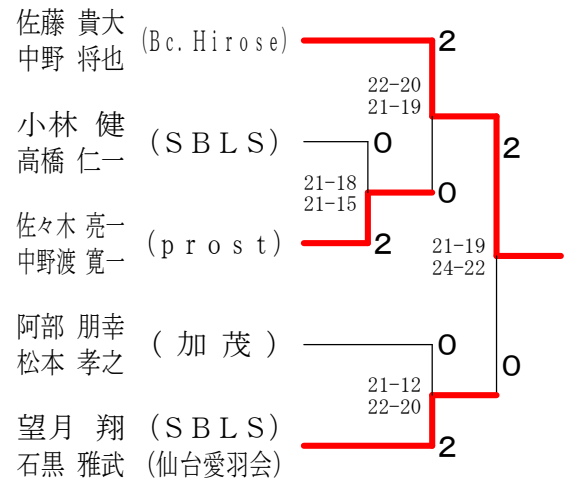 佐藤 貴大
中野 将也
(Bc.Hirose)
2
22-20
21-19
小林 健
高橋 仁一
(SBLS)
0
2
21-18
21-15
0
佐々木 亮一
中野渡 寛一
(prost)
2
21-19
24-22
阿部 朋幸
松本 孝之
(加茂)
0
0
21-12
22-20
望月 翔 (SBLS)
石黒 雅武 (仙台愛羽会)
2